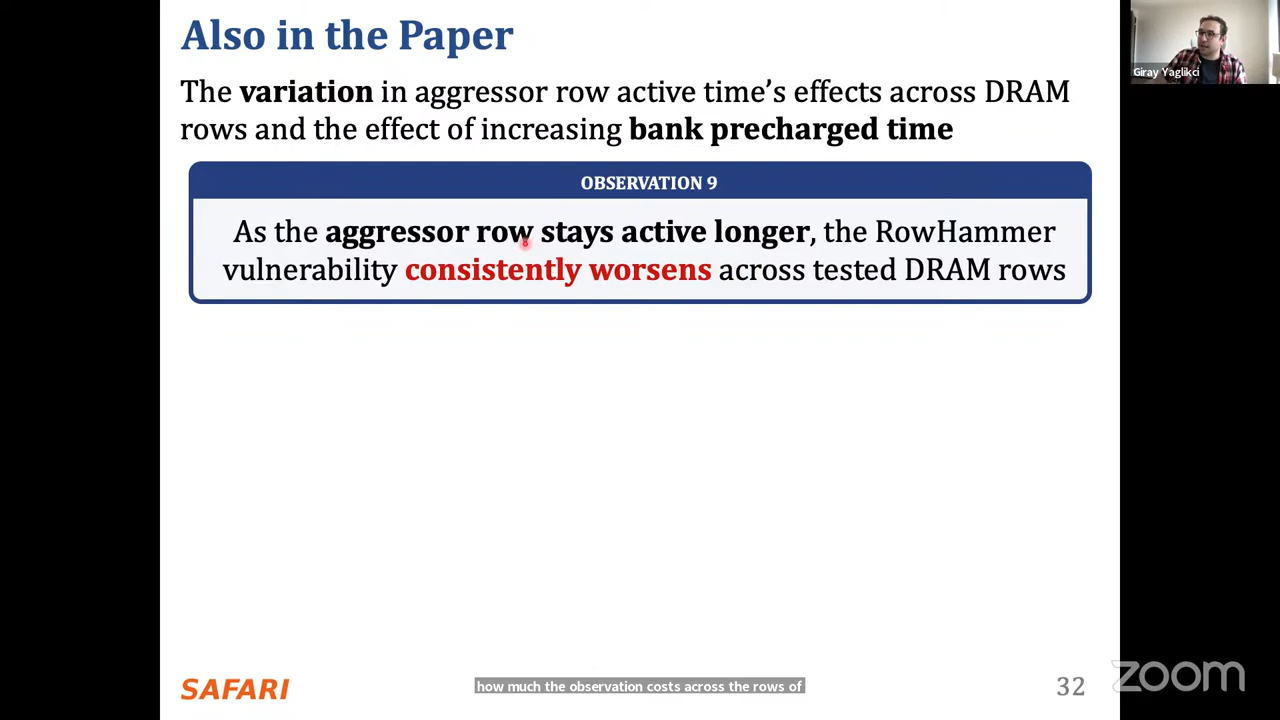 Also in the Paper
Giray Yaglikci
The variation in aggressor row active time's effects across DRAM
rows and the effect of increasing bank precharged time
OBSERVATION 9
As the aggressor row stays active longer, the RowHammer
vulnerability consistently worsens across tested DRAM rows
SAFARI
how much the observation costs across the rows of
32
zoom